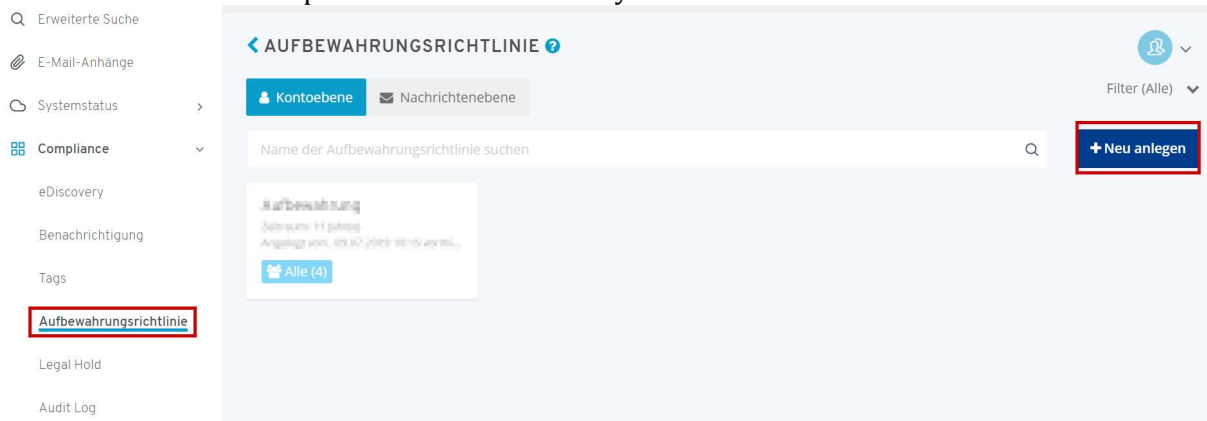 Erweiterte Suche
E-Mail-Anhänge
Systemstatus
Compliance
eDiscovery
Benachrichtigung
Tags
Aufbewahrungsrichtlinie
Legal Hold
Audit Log
AUFBEWAHRUNGSRICHTLINIE ?
Kontoebene
Nachrichtenebene
Filter (Alle)
Name der Aufbewahrungsrichtlinie suchen
+ Neu anlegen
Aufbewahrung
Alle (4)